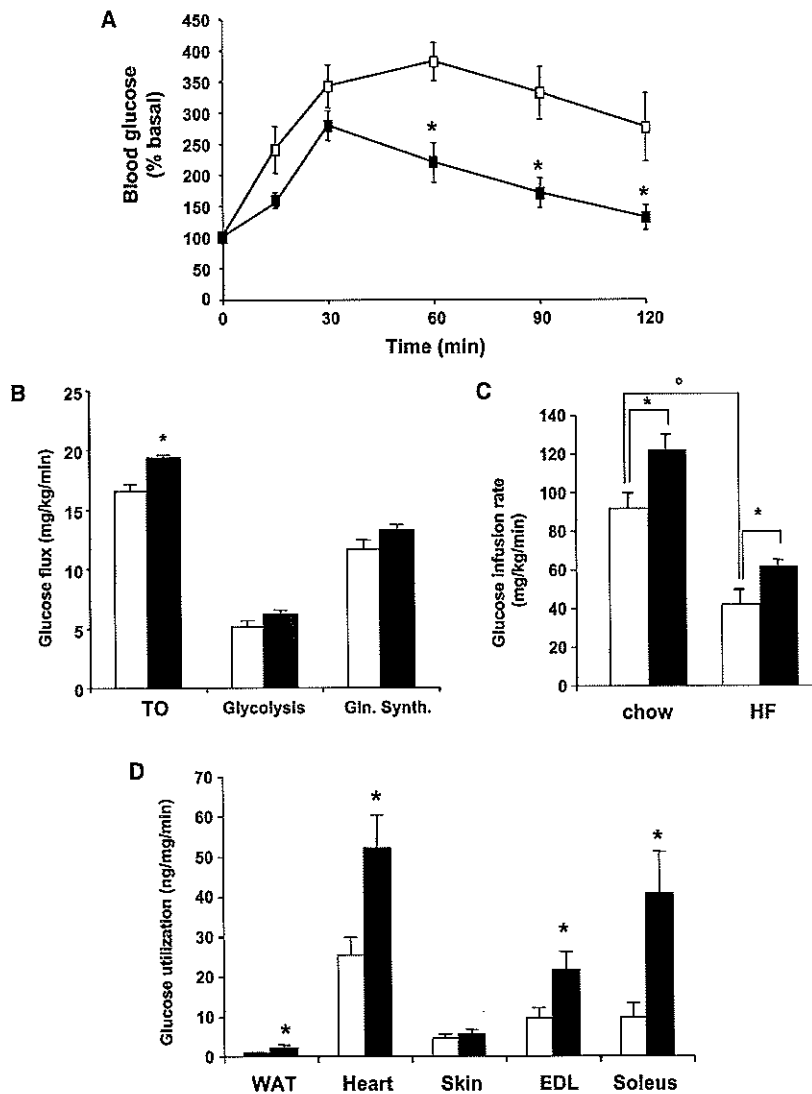 A
Blood glucose
(% basal)
450
400
350
300
250
200
150
100
50
0
*
*
*
0
30
60
90
120
Time (min)
B
Glucose flux (mg/kg/min)
25
20
15
10
5
0
*
TO
Glycolysis
Gln. Synth.
C
Glucose infusion rate
(mg/kg/min)
140
120
100
80
60
40
20
0
°
*
*
chow
HF
D
Glucose utilization (ng/mg/min)
70
60
50
40
30
20
10
0
*
*
*
*
WAT
Heart
Skin
EDL
Soleus